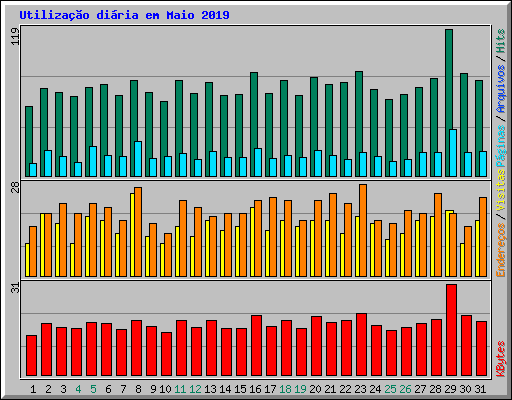 Utilização diária em Maio 2019
119
28
31
Endereços / Visitas Páginas / Arquivos / Hits
KBytes
1 2 3 4 5 6 7 8 9 10 11 12 13 14 15 16 17 18 19 20 21 22 23 24 25 26 27 28 29 30 31